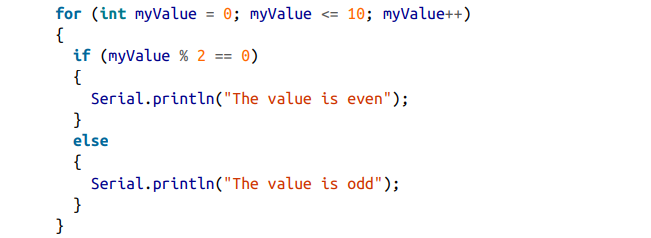 for (int myValue = 0; myValue <= 10; myValue++)
{
  if (myValue % 2 == 0)
  {
    Serial.println("The value is even");
  }
  else
  {
    Serial.println("The value is odd");
  }
}